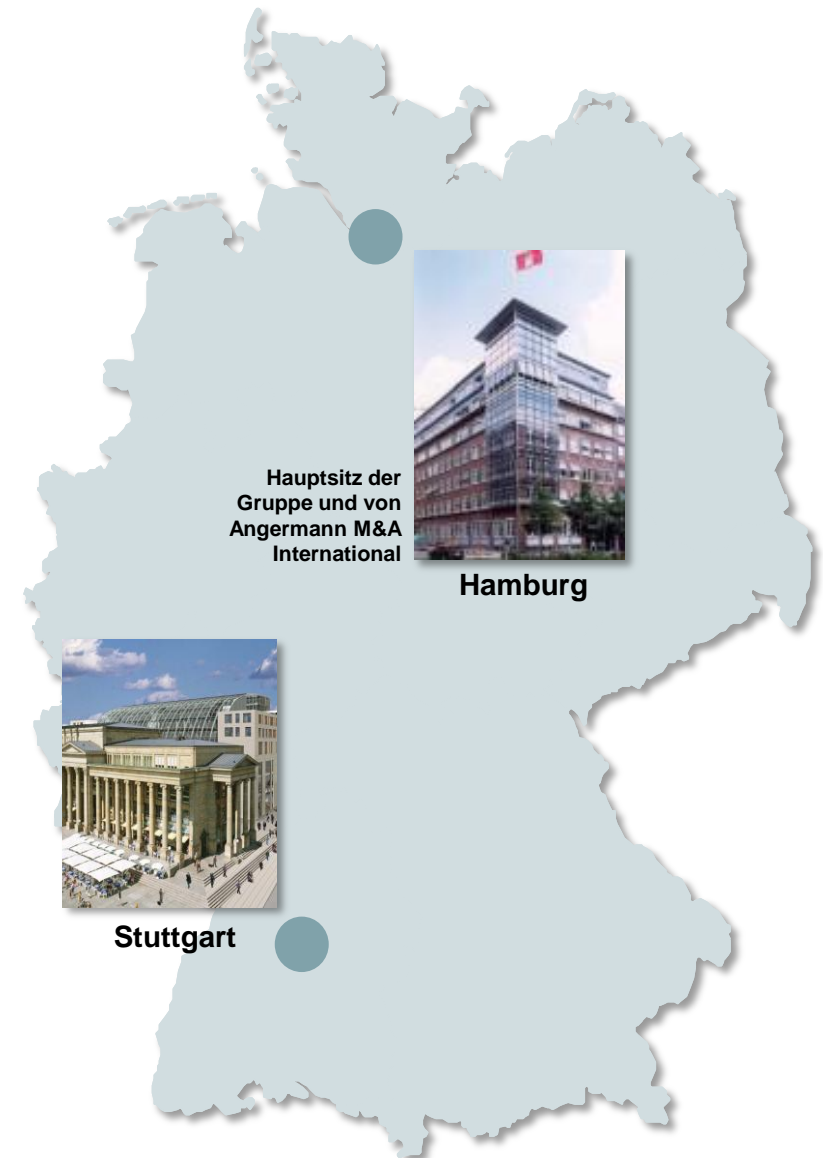 Hauptsitz der
Gruppe und von
Angermann M&A
International
Hamburg
Stuttgart